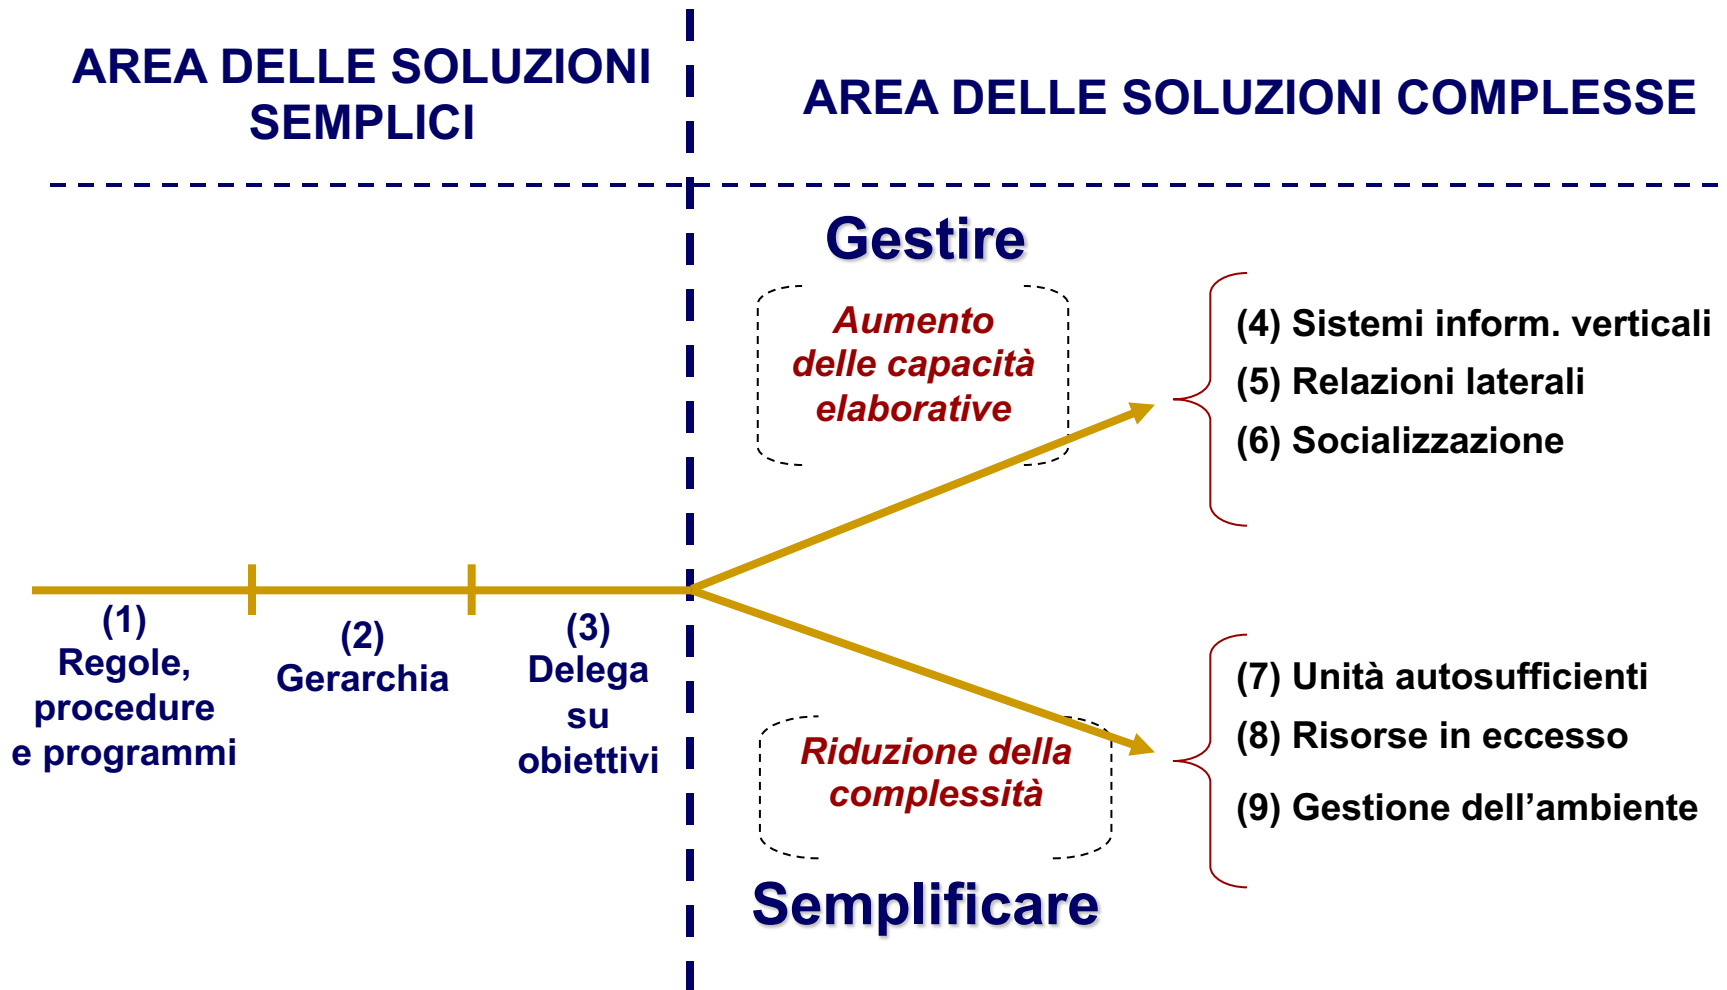 AREA DELLE SOLUZIONI
SEMPLICI
AREA DELLE SOLUZIONI COMPLESSE
Gestire
Aumento
delle capacità
elaborative
(4) Sistemi inform. verticali
(5) Relazioni laterali
(6) Socializzazione
(1)
Regole,
procedure
e programmi
(2)
Gerarchia
(3)
Delega
su
obiettivi
Riduzione della
complessità
(7) Unità autosufficienti
(8) Risorse in eccesso
(9) Gestione dell’ambiente
Semplificare